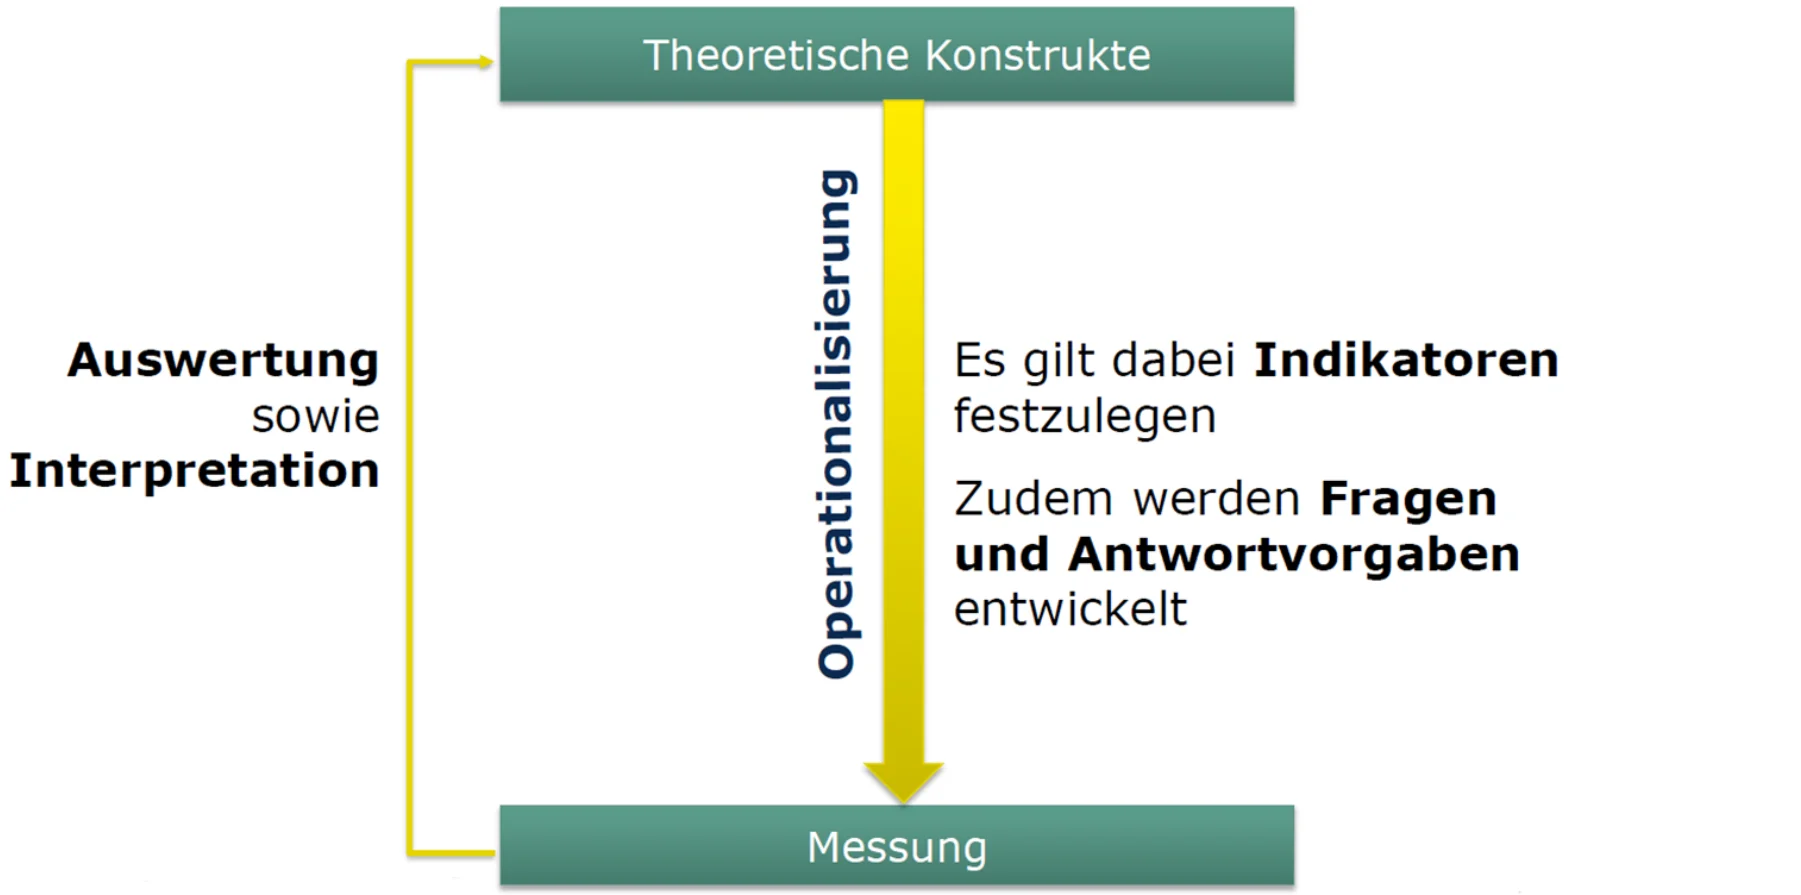 Theoretische Konstrukte
Operationalisierung
Auswertung
sowie
Interpretation
Es gilt dabei Indikatoren
festzulegen
Zudem werden Fragen
und Antwortvorgaben
entwickelt
Messung